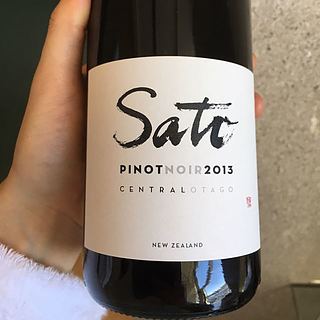 Sato
PINOTNOIR2013
CENTRALOTAGO
NEW ZEALAND